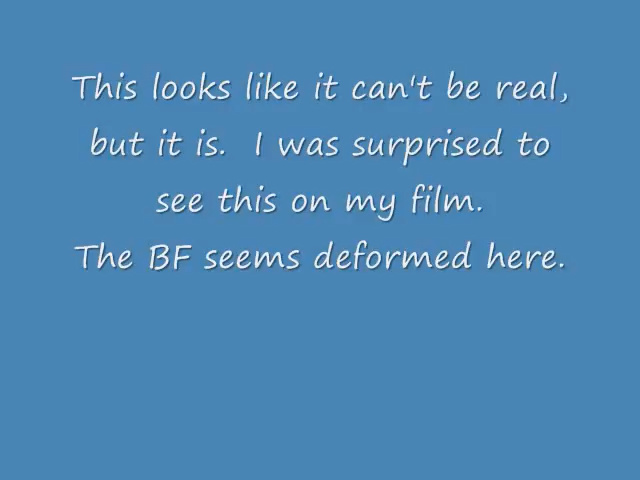 This looks like it can't be real,
but it is.  I was surprised to
see this on my film.
The BF seems deformed here.